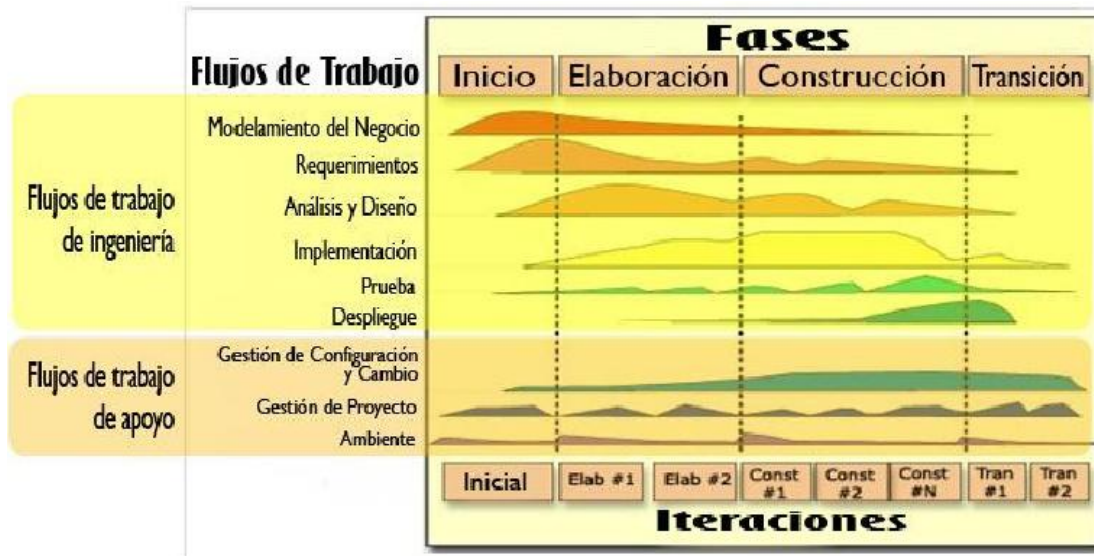 Fases
Flujos de Trabajo
Inicio
Elaboración
Construcción
Transición
Flujos de trabajo
de ingeniería
Modelamiento del Negocio
Requerimientos
Análisis y Diseño
Implementación
Prueba
Despliegue
Flujos de trabajo
de apoyo
Gestión de Configuración
y Cambio
Gestión de Proyecto
Ambiente
Inicial
Elab #1
Elab #2
Const
#1
Const
#2
Const
#N
Tran
#1
Tran
#2
Iteraciones